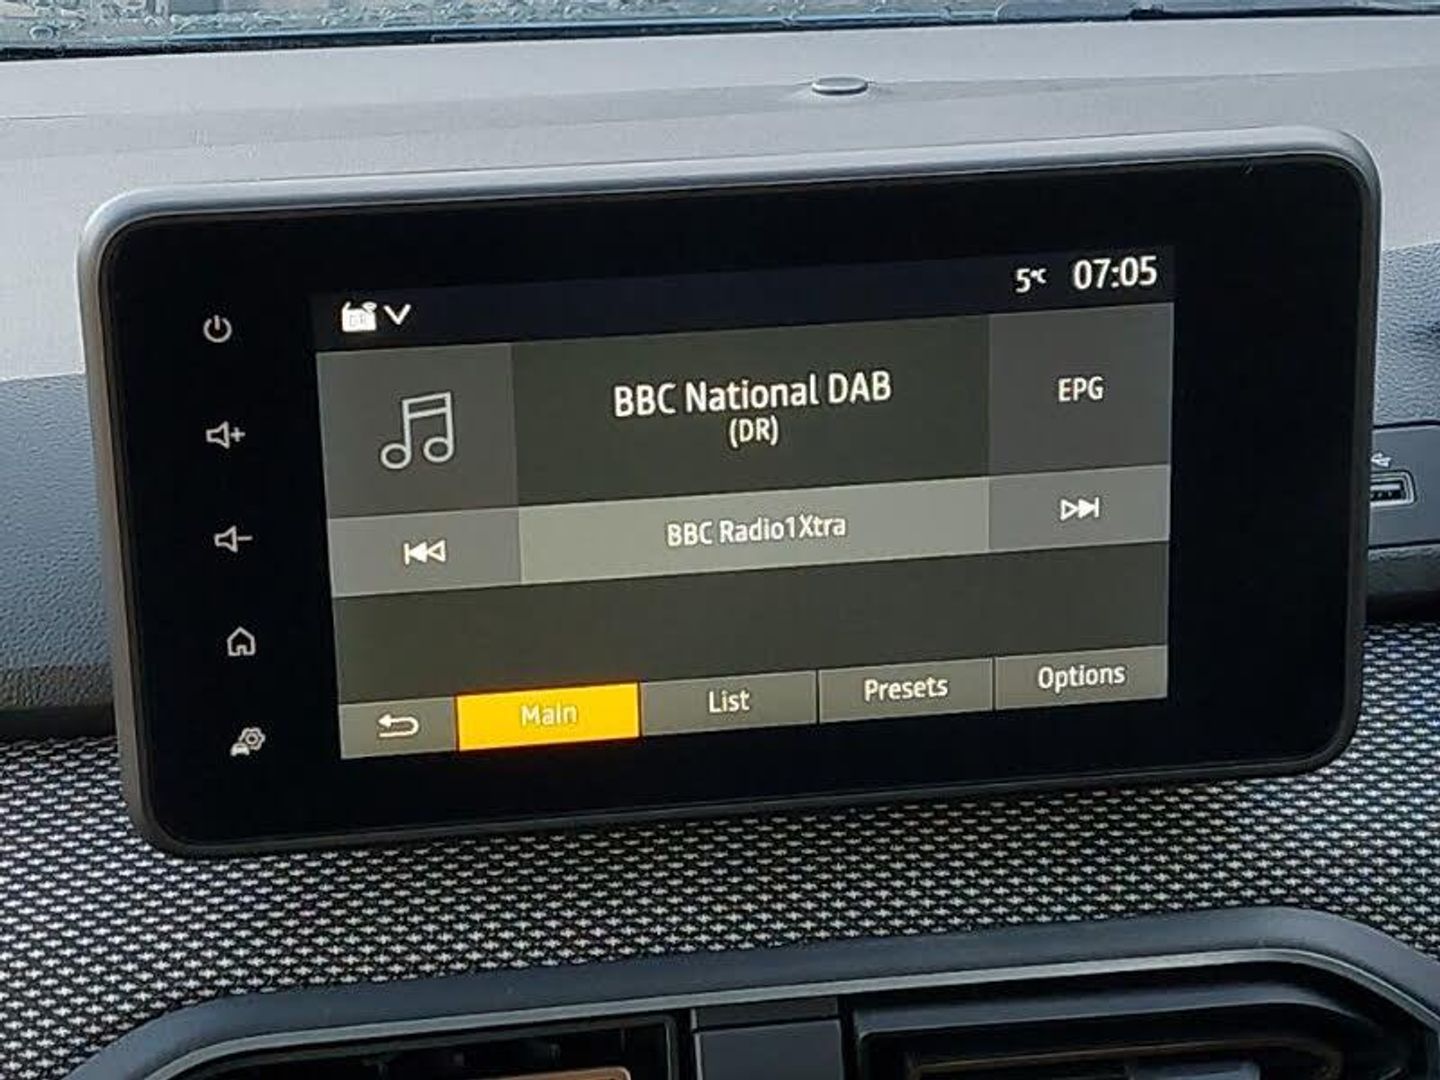 5°C 07:05
BBC National DAB
(DR)
EPG
BBC Radio1Xtra
Main List Presets Options